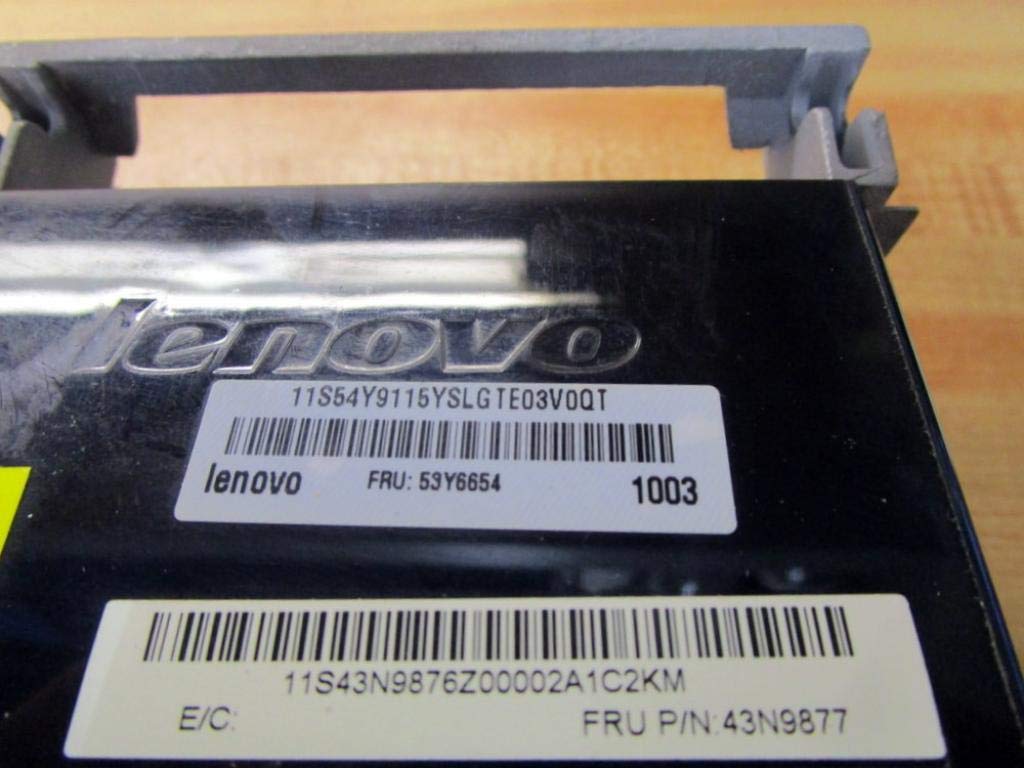 lenovo
11S54Y9115YSLGTE03V0QT
lenovo FRU: 53Y6654 1003
11S43N9876Z00002A1C2KM
E/C: FRU P/N:43N9877